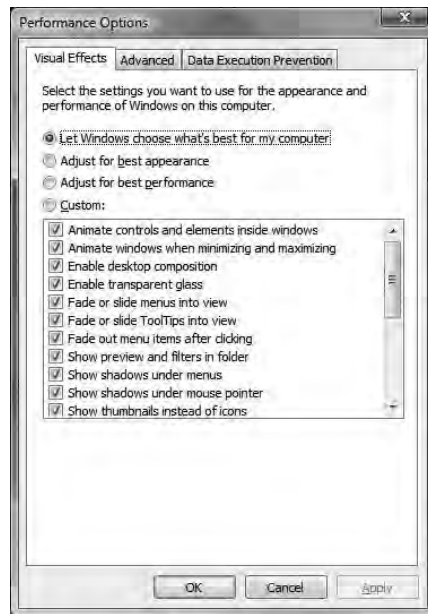 Performance Options
Visual Effects Advanced Data Execution Prevention
Select the settings you want to use for the appearance and
performance of Windows on this computer.
Let Windows choose what's best for my computer
Adjust for best appearance
Adjust for best performance
Custom:
Animate controls and elements inside windows
Animate windows when minimizing and maximizing
Enable desktop composition
Enable transparent glass
Fade or slide menus into view
Fade or slide ToolTips into view
Fade out menu items after clicking
Show preview and filters in folder
Show shadows under menus
Show shadows under mouse pointer
Show thumbnails instead of icons
OK Cancel Apply